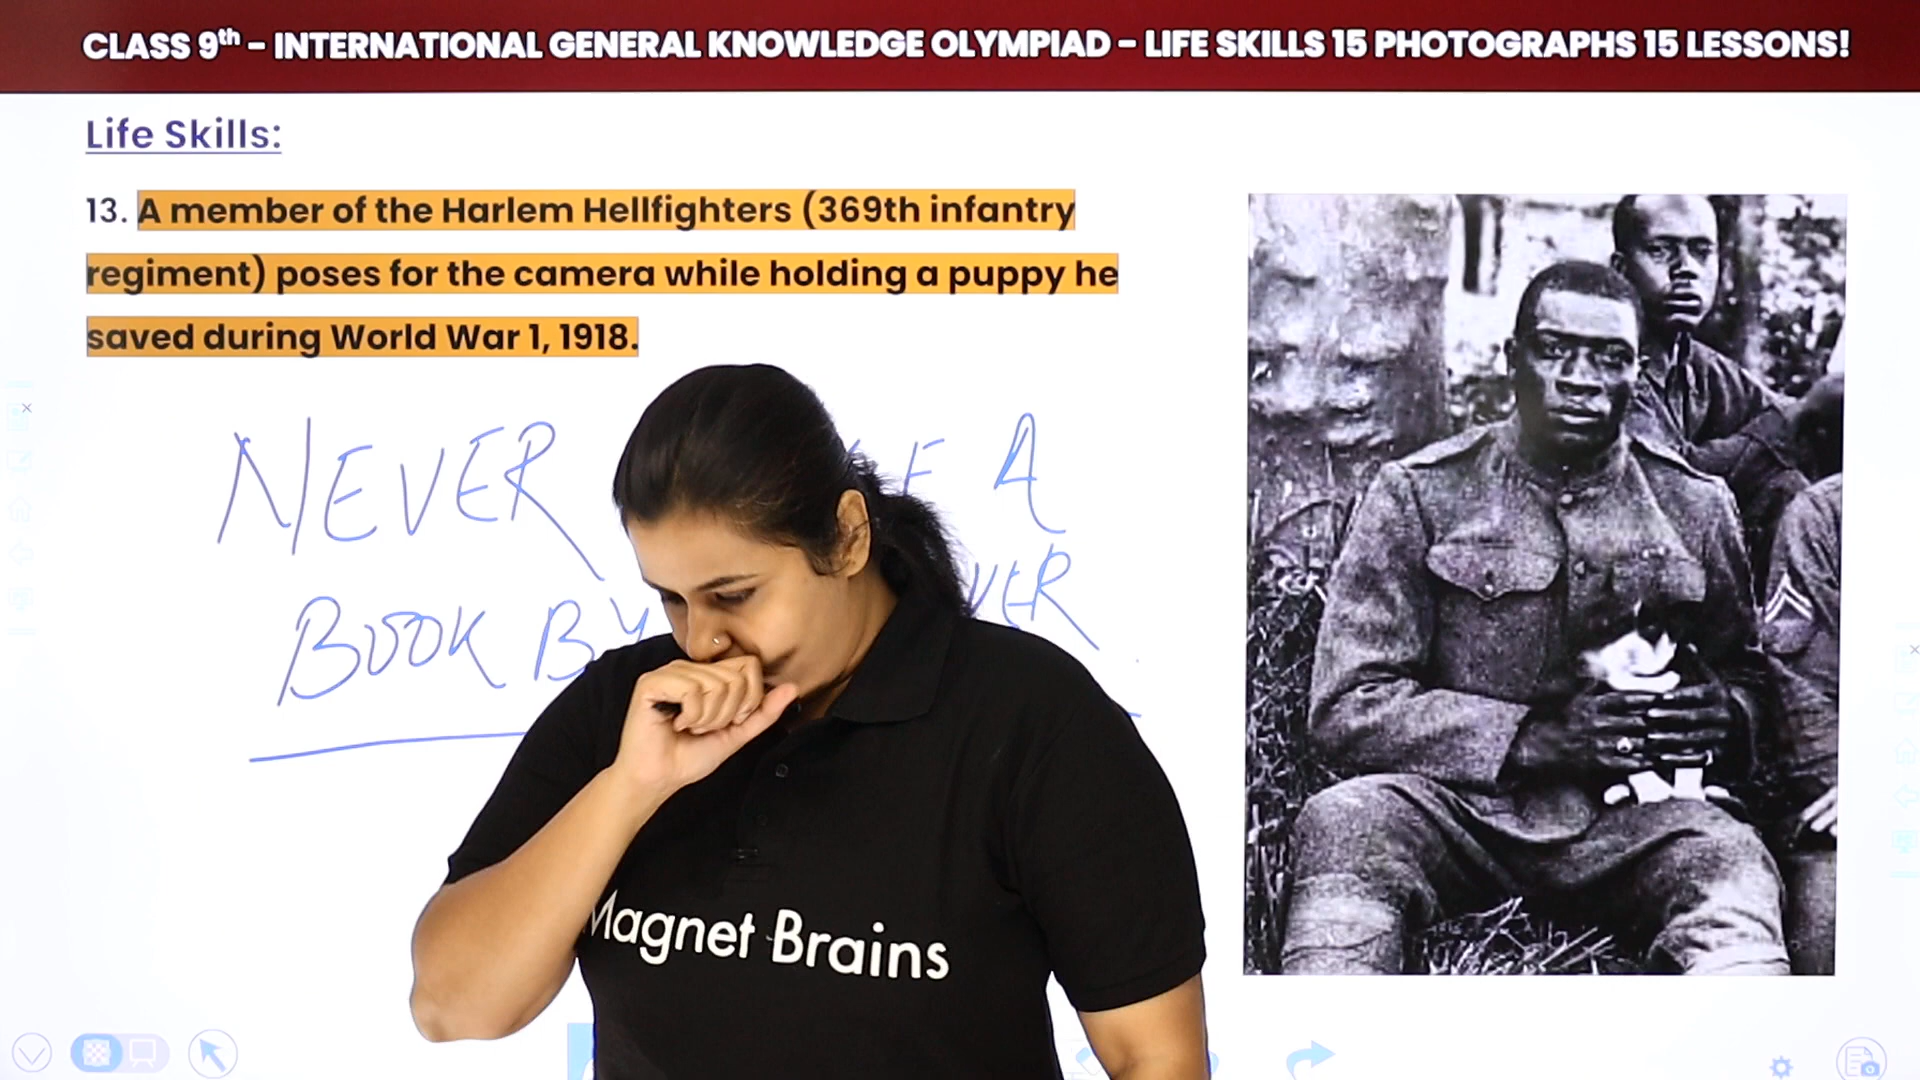 CLASS 9th - INTERNATIONAL GENERAL KNOWLEDGE OLYMPIAD - LIFE SKILLS 15 PHOTOGRAPHS 15 LESSONS!
Life Skills:
13. A member of the Harlem Hellfighters (369th infantry
regiment) poses for the camera while holding a puppy he
saved during World War 1, 1918.
NEVER A
BOOK BY
Magnet Brains